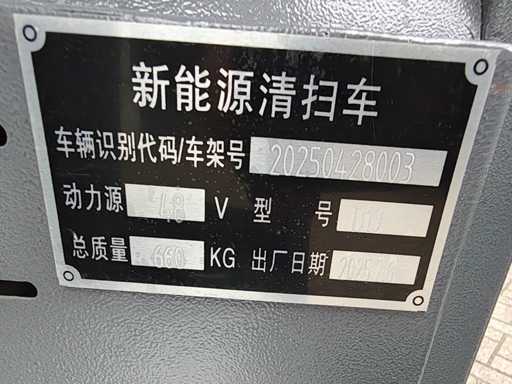 新能源清扫车
车辆识别代码/车架号 20250428003
动力源 48 V 型 号
总质量 660 KG 出厂日期